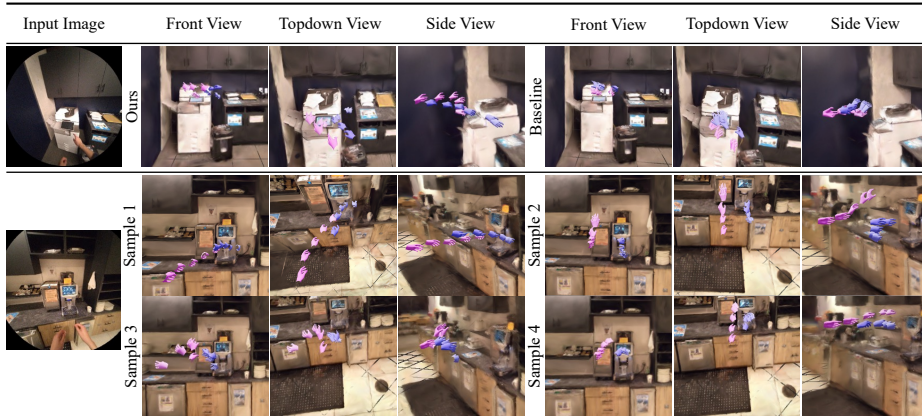 Input Image Front View Topdown View Side View Front View Topdown View Side View
Ours
Baseline
Sample 1
Sample 2
Sample 3
Sample 4